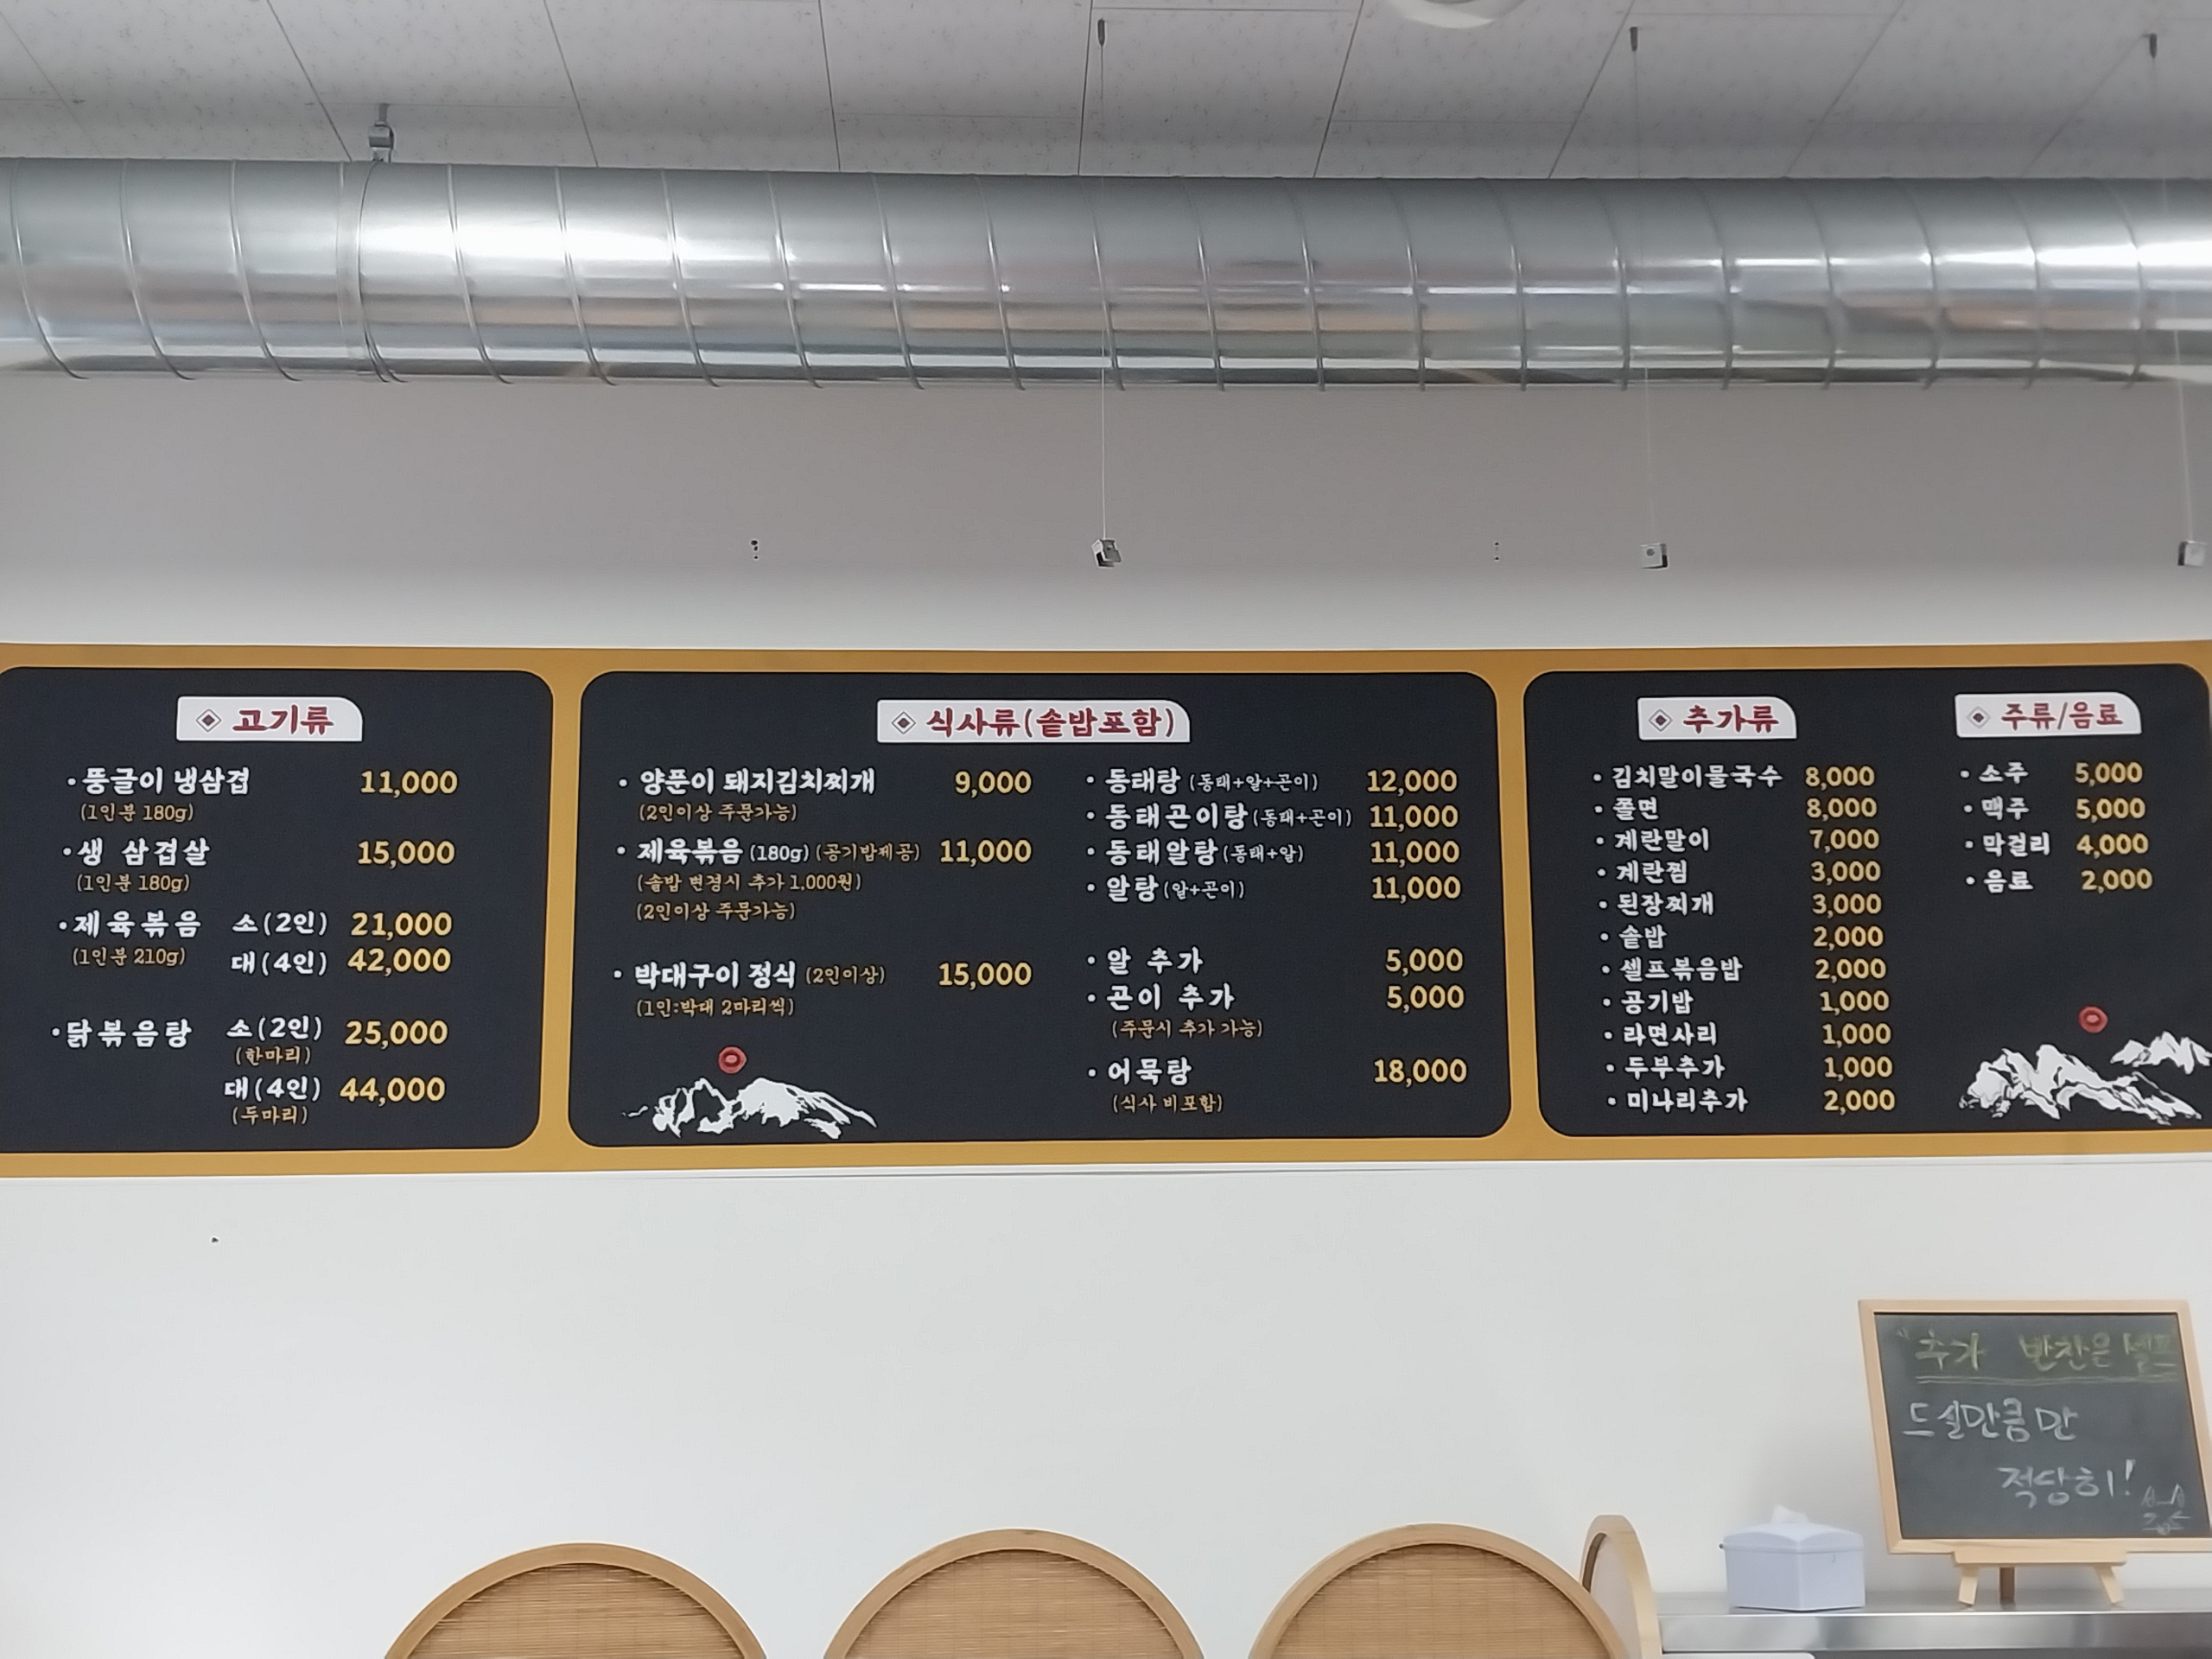 고기류
·뚱글이 냉삼겹 11,000
(1인분 180g)
·생 삼겹살 15,000
(1인분 180g)
·제육볶음 소(2인) 21,000
(1인분 210g) 대(4인) 42,000
·닭볶음탕 소(2인) 25,000
(한마리)
대(4인) 44,000
(두마리)
식사류(솥밥포함)
· 양푼이 돼지김치찌개 9,000
(2인이상 주문가능)
· 제육볶음 (180g) (공기밥제공) 11,000
(솥밥 변경시 추가 1,000원)
(2인이상 주문가능)
· 박대구이 정식 (2인이상) 15,000
(1인:박대 2마리씩)
· 동태탕 (동태+알+곤이) 12,000
· 동태곤이탕 (동태+곤이) 11,000
· 동태알탕 (동태+알) 11,000
· 알탕 (알+곤이) 11,000
· 알 추가 5,000
· 곤이 추가 5,000
(주문시 추가 가능)
· 어묵탕 18,000
(식사 비포함)
추가류
· 김치말이물국수 8,000
· 쫄면 8,000
· 계란말이 7,000
· 계란찜 3,000
· 된장찌개 3,000
· 솥밥 2,000
· 셀프볶음밥 2,000
· 공기밥 1,000
· 라면사리 1,000
· 두부추가 1,000
· 미나리추가 2,000
주류/음료
· 소주 5,000
· 맥주 5,000
· 막걸리 4,000
· 음료 2,000
"추가 반찬은 셀프
드실만큼만
적당히!